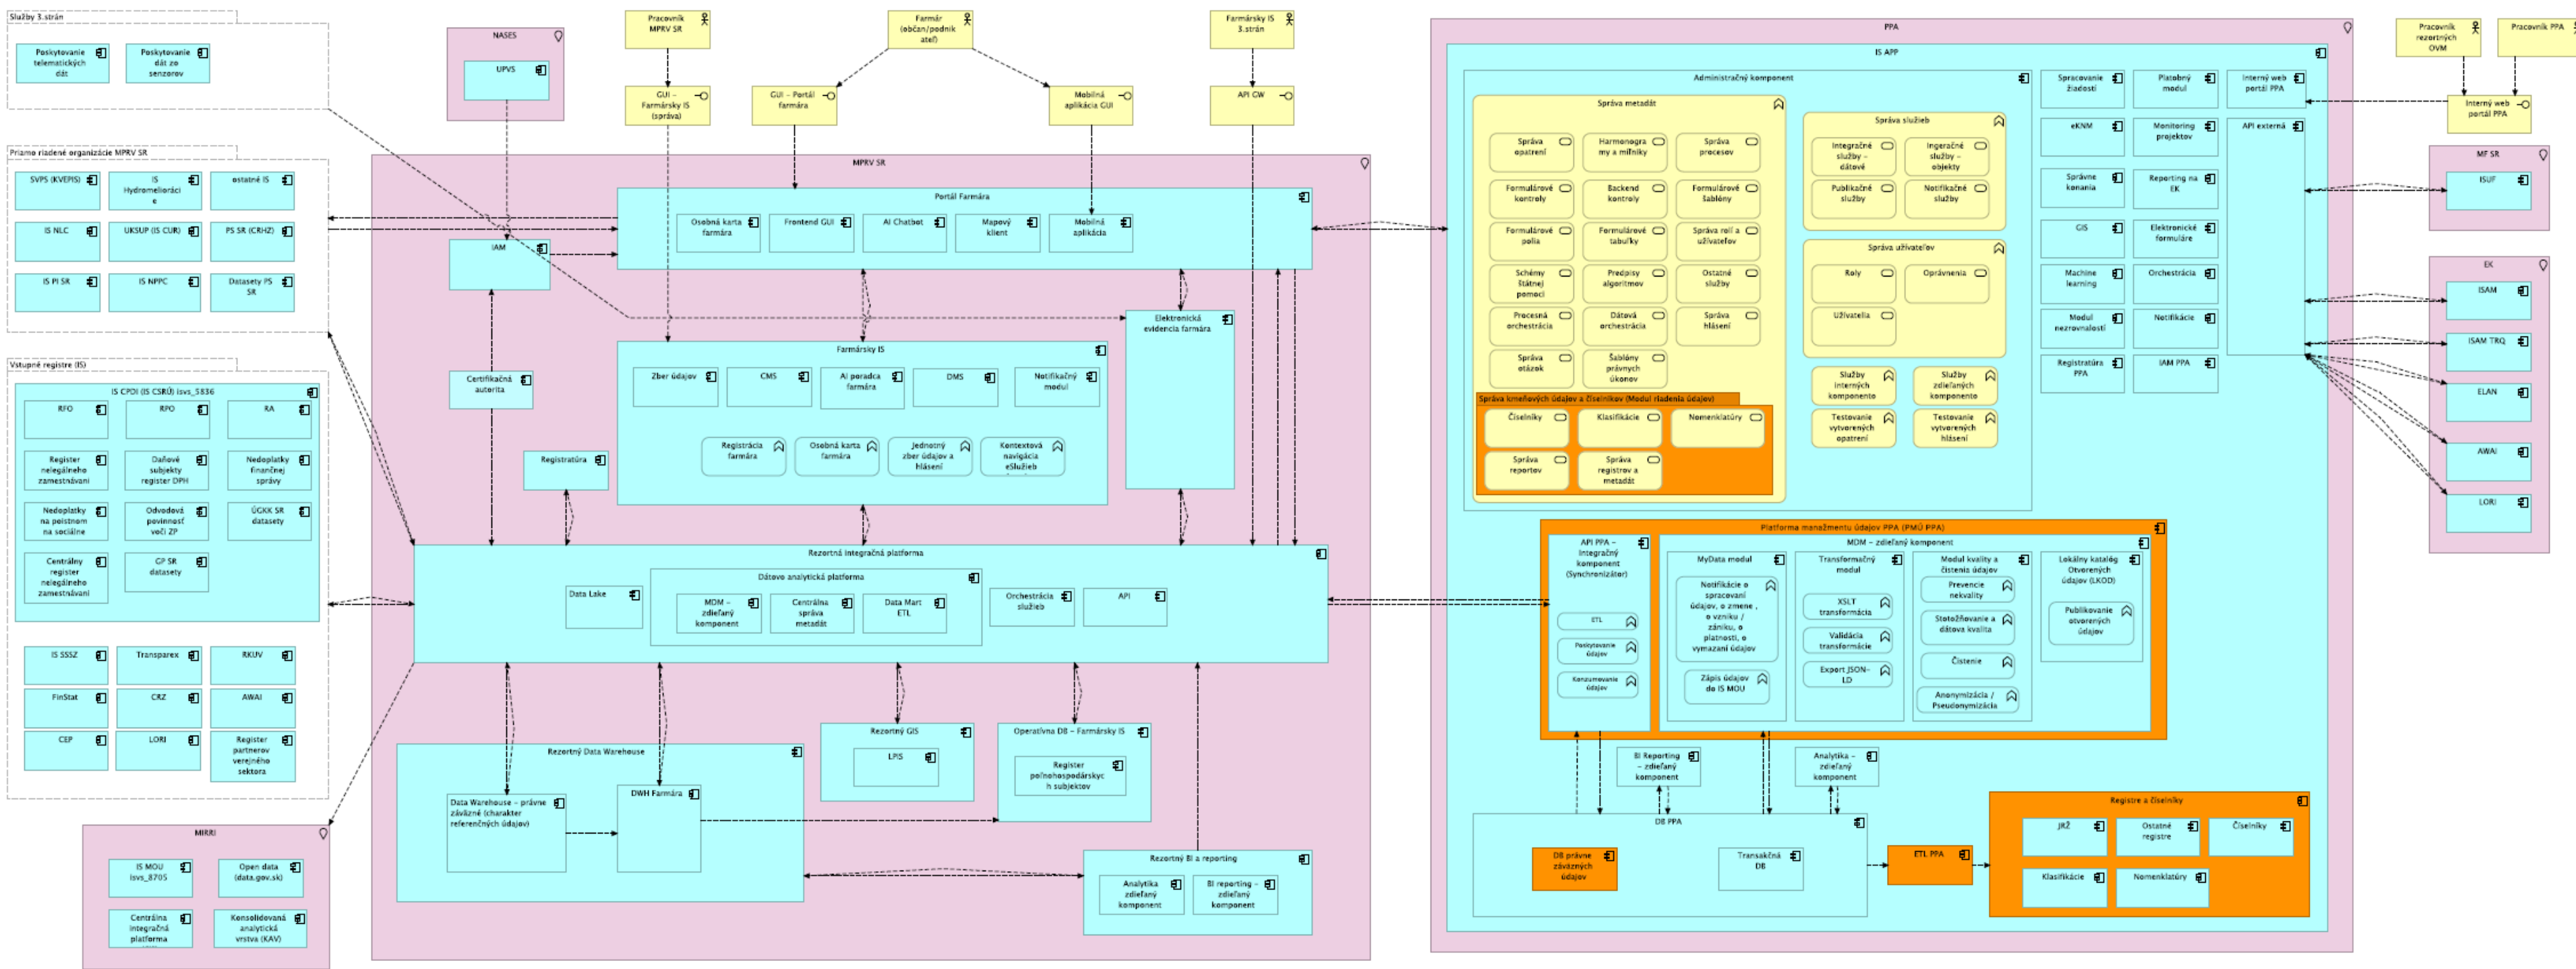 Služby 3.strán
Poskytovanie
telematických
dát
Poskytovanie
dát zo
senzorov
NASES
UPVS
Pracovník
MPRV SR
Farmár
(občan/podnik
ateľ)
Farmársky IS
3.strán
GUI –
Farmársky IS
(správa)
GUI – Portál
farmára
Mobilná
aplikácia GUI
API GW
Priamo riadené organizácie MPRV SR
SVPS (KVEPIS)
IS
Hydromelioráci
e
ostatné IS
IS NLC
UKSUP (IS CUR)
PS SR (CRHZ)
IS PI SR
IS NPPC
Datasety PS
SR
Vstupné registre (IS)
IS CPDI (IS CSRÚ) isvs_5836
RFO
RPO
RA
Register
nelegálneho
zamestnávani
Daňové
subjekty
register DPH
Nedoplatky
finančnej
správy
Nedoplatky
na poistnom
na sociálne
Odvodová
povinnosť
voči ZP
ÚGKK SR
datasety
Centrálny
register
nelegálneho
zamestnávani
GP SR
datasety
IS SSSZ
Transparex
RKUV
FinStat
CRZ
AWAI
CEP
LORI
Register
partnerov
verejného
sektora
MIRRI
IS MOU
isvs_8705
Open data
(data.gov.sk)
Centrálna
integračná
platforma
Konsolidovaná
analytická
vrstva (KAV)
MPRV SR
Portál Farmára
Osobná karta
farmára
Frontend GUI
AI Chatbot
Mapový
klient
Mobilná
aplikácia
IAM
Elektronická
evidencia farmára
Farmársky IS
Zber údajov
CMS
AI poradca
farmára
DMS
Notifikačný
modul
Registrácia
farmára
Osobná karta
farmára
Jednotný
zber údajov a
hlásení
Kontextová
navigácia
eSlužieb
Certifikačná
autorita
Registratúra
Rezortná integračná platforma
Data Lake
Dátovo analytická platforma
MDM –
zdieľaný
komponent
Centrálna
správa
metadát
Data Mart
ETL
Orchestrácia
služieb
API
Rezortný Data Warehouse
Data Warehouse – právne
záväzné (charakter
referenčných údajov)
DWH Farmára
Rezortný GIS
LPIS
Operatívna DB – Farmársky IS
Register
poľnohospodárskyc
h subjektov
Rezortný BI a reporting
Analytika
zdieľaný
komponent
BI reporting –
zdieľaný
komponent
PPA
IS APP
Administračný komponent
Správa metadát
Správa
opatrení
Harmonogra
my a míľniky
Správa
procesov
Formulárové
kontroly
Backend
kontroly
Formulárové
šablóny
Formulárové
polia
Formulárové
tabuľky
Správa rolí a
užívateľov
Schémy
štátnej
pomoci
Predpisy
algoritmov
Ostatné
služby
Procesná
orchestrácia
Dátová
orchestrácia
Správa
hlásení
Správa
otázok
Šablóny
právnych
úkonov
Správa kmeňových údajov a číselníkov (Modul riadenia údajov)
Číselníky
Klasifikácie
Nomenklatúry
Správa
reportov
Správa
registrov a
metadát
Správa služieb
Integračné
služby –
dátové
Ingeračné
služby –
objekty
Publikačné
služby
Notifikačné
služby
Správa užívateľov
Roly
Oprávnenia
Užívatelia
Služby
interných
komponento
Služby
zdieľaných
komponento
Testovanie
vytvorených
opatrení
Testovanie
vytvorených
hlásení
Spracovanie
žiadostí
Platobný
modul
Interný web
portál PPA
eKNM
Monitoring
projektov
API externá
Správne
konania
Reporting na
EK
GIS
Elektronické
formuláre
Machine
learning
Orchestrácia
Modul
nezrovnalostí
Notifikácie
Registratúra
PPA
IAM PPA
Platforma manažmentu údajov PPA (PMÚ PPA)
API PPA –
Integračný
komponent
(Synchronizátor)
ETL
Poskytovanie
údajov
Konzumovanie
údajov
MDM – zdieľaný komponent
MyData modul
Notifikácie o
spracovaní
údajov, o zmene ,
o vzniku /
zániku, o
platnosti, o
vymazaní údajov
Zápis údajov
do IS MOU
Transformačný
modul
XSLT
transformácia
Validácia
transformácie
Export JSON-
LD
Modul kvality a
čistenia údajov
Prevencie
nekvality
Stotožňovanie a
dátova kvalita
Čistenie
Anonymizácia /
Pseudonymizácia
Lokálny katalóg
Otvorených
údajov (LKOD)
Publikovanie
otvorených
údajov
BI Reporting
– zdieľaný
komponent
Analytika –
zdieľaný
komponent
DB PPA
DB právne
záväzných
údajov
Transakčná
DB
ETL PPA
Registre a číselníky
JRŽ
Ostatné
registre
Číselníky
Klasifikácie
Nomenklatúry
Pracovník
rezortných
OVM
Pracovník PPA
Interný web
portál PPA
MF SR
ISUF
EK
ISAM
ISAM TRQ
ELAN
AWAI
LORI